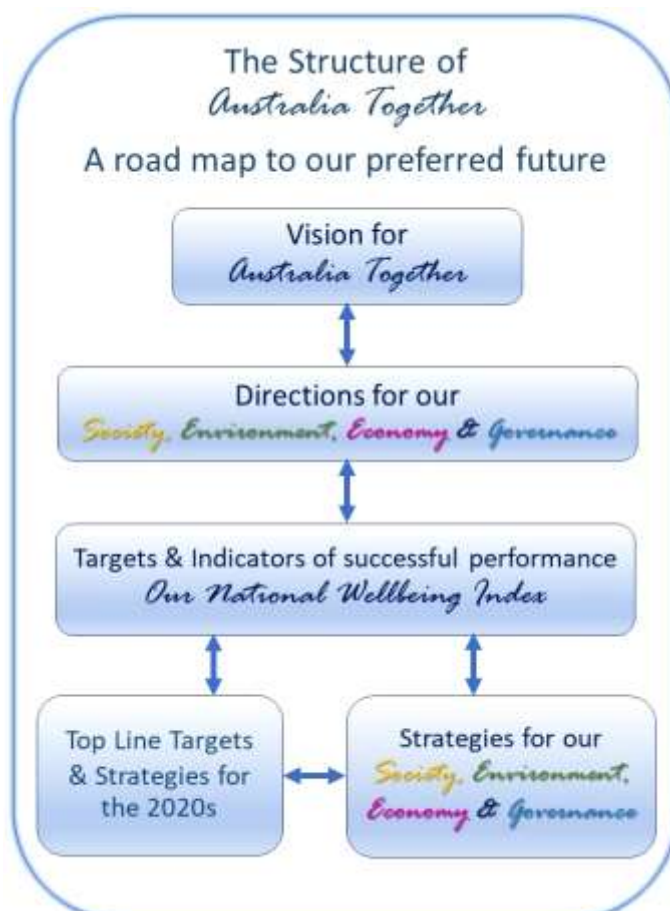 The Structure of
Australia Together
A road map to our preferred future
Vision for
Australia Together
Directions for our
Society, Environment, Economy & Governance
Targets & Indicators of successful performance
Our National Wellbeing Index
Top Line Targets
& Strategies for
the 2020s
Strategies for our
Society, Environment,
Economy & Governance